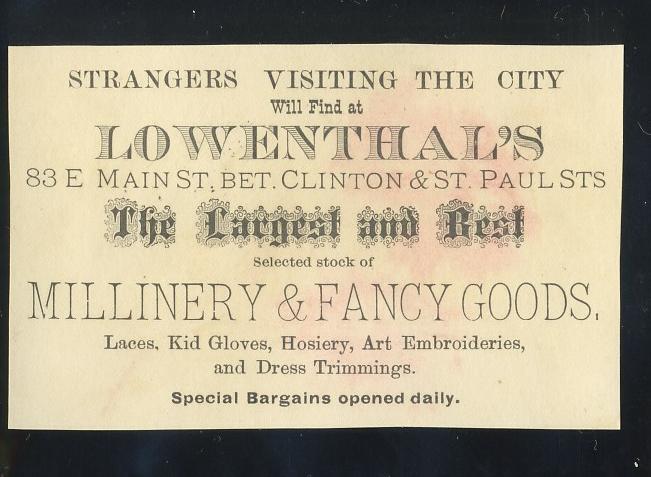 STRANGERS VISITING THE CITY
Will Find at
LOWENTHAL'S
83 E MAIN ST. BET. CLINTON & ST. PAUL STS
The Largest and Best
Selected stock of
MILLINERY & FANCY GOODS.
Laces, Kid Gloves, Hosiery, Art Embroideries,
and Dress Trimmings.
Special Bargains opened daily.